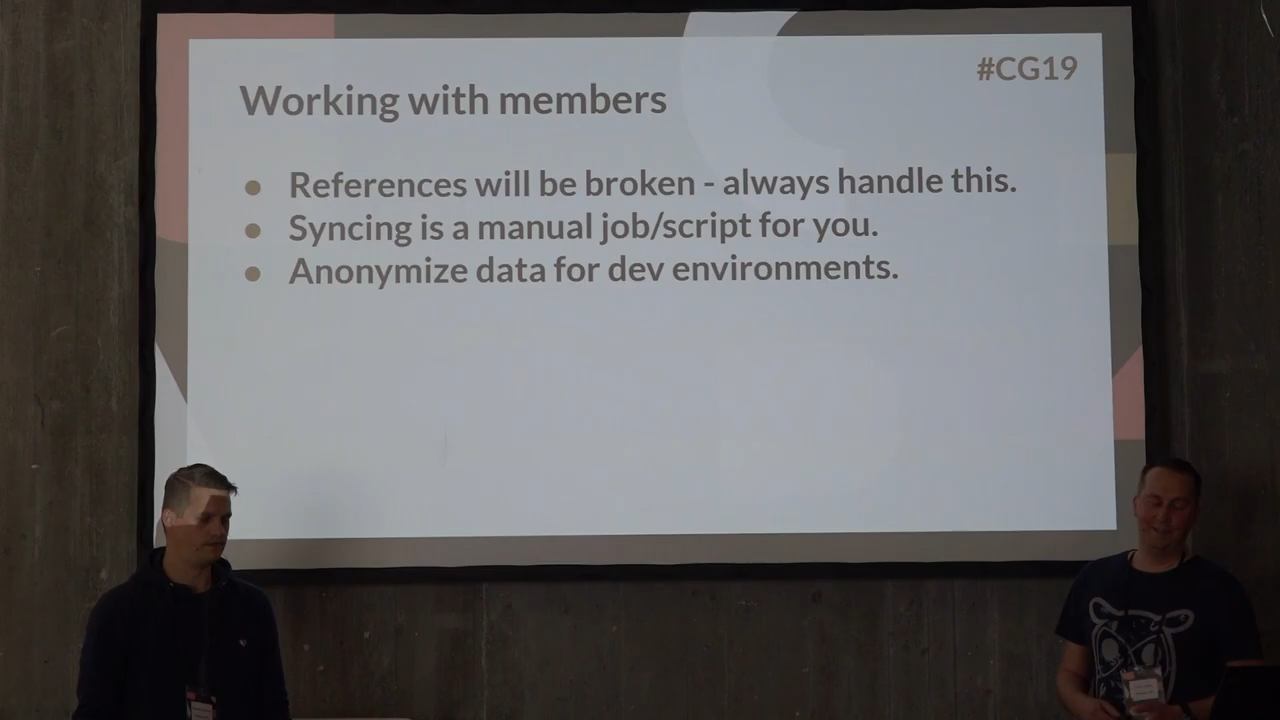 #CG19
Working with members
● References will be broken - always handle this.
● Syncing is a manual job/script for you.
● Anonymize data for dev environments.